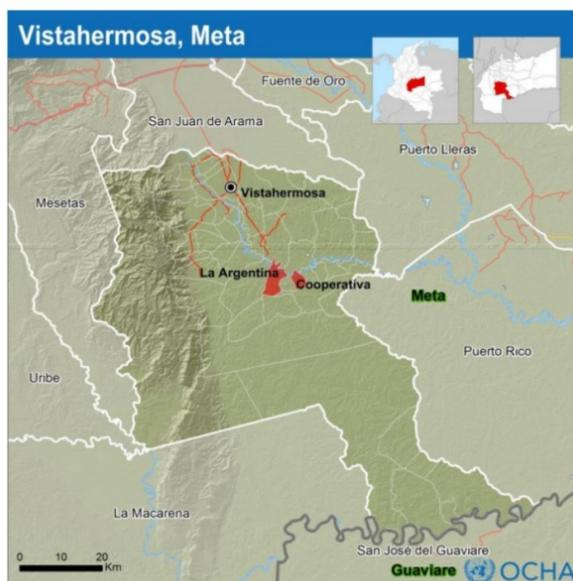 Vistahermosa, Meta
Fuente de Oro
San Juan de Arama
Puerto Lleras
Mesetas
Vistahermosa
La Argentina
Cooperativa
Meta
Puerto Rico
Uribe
La Macarena
San José del Guaviare
0 10 20
Km
Guaviare
OCHA